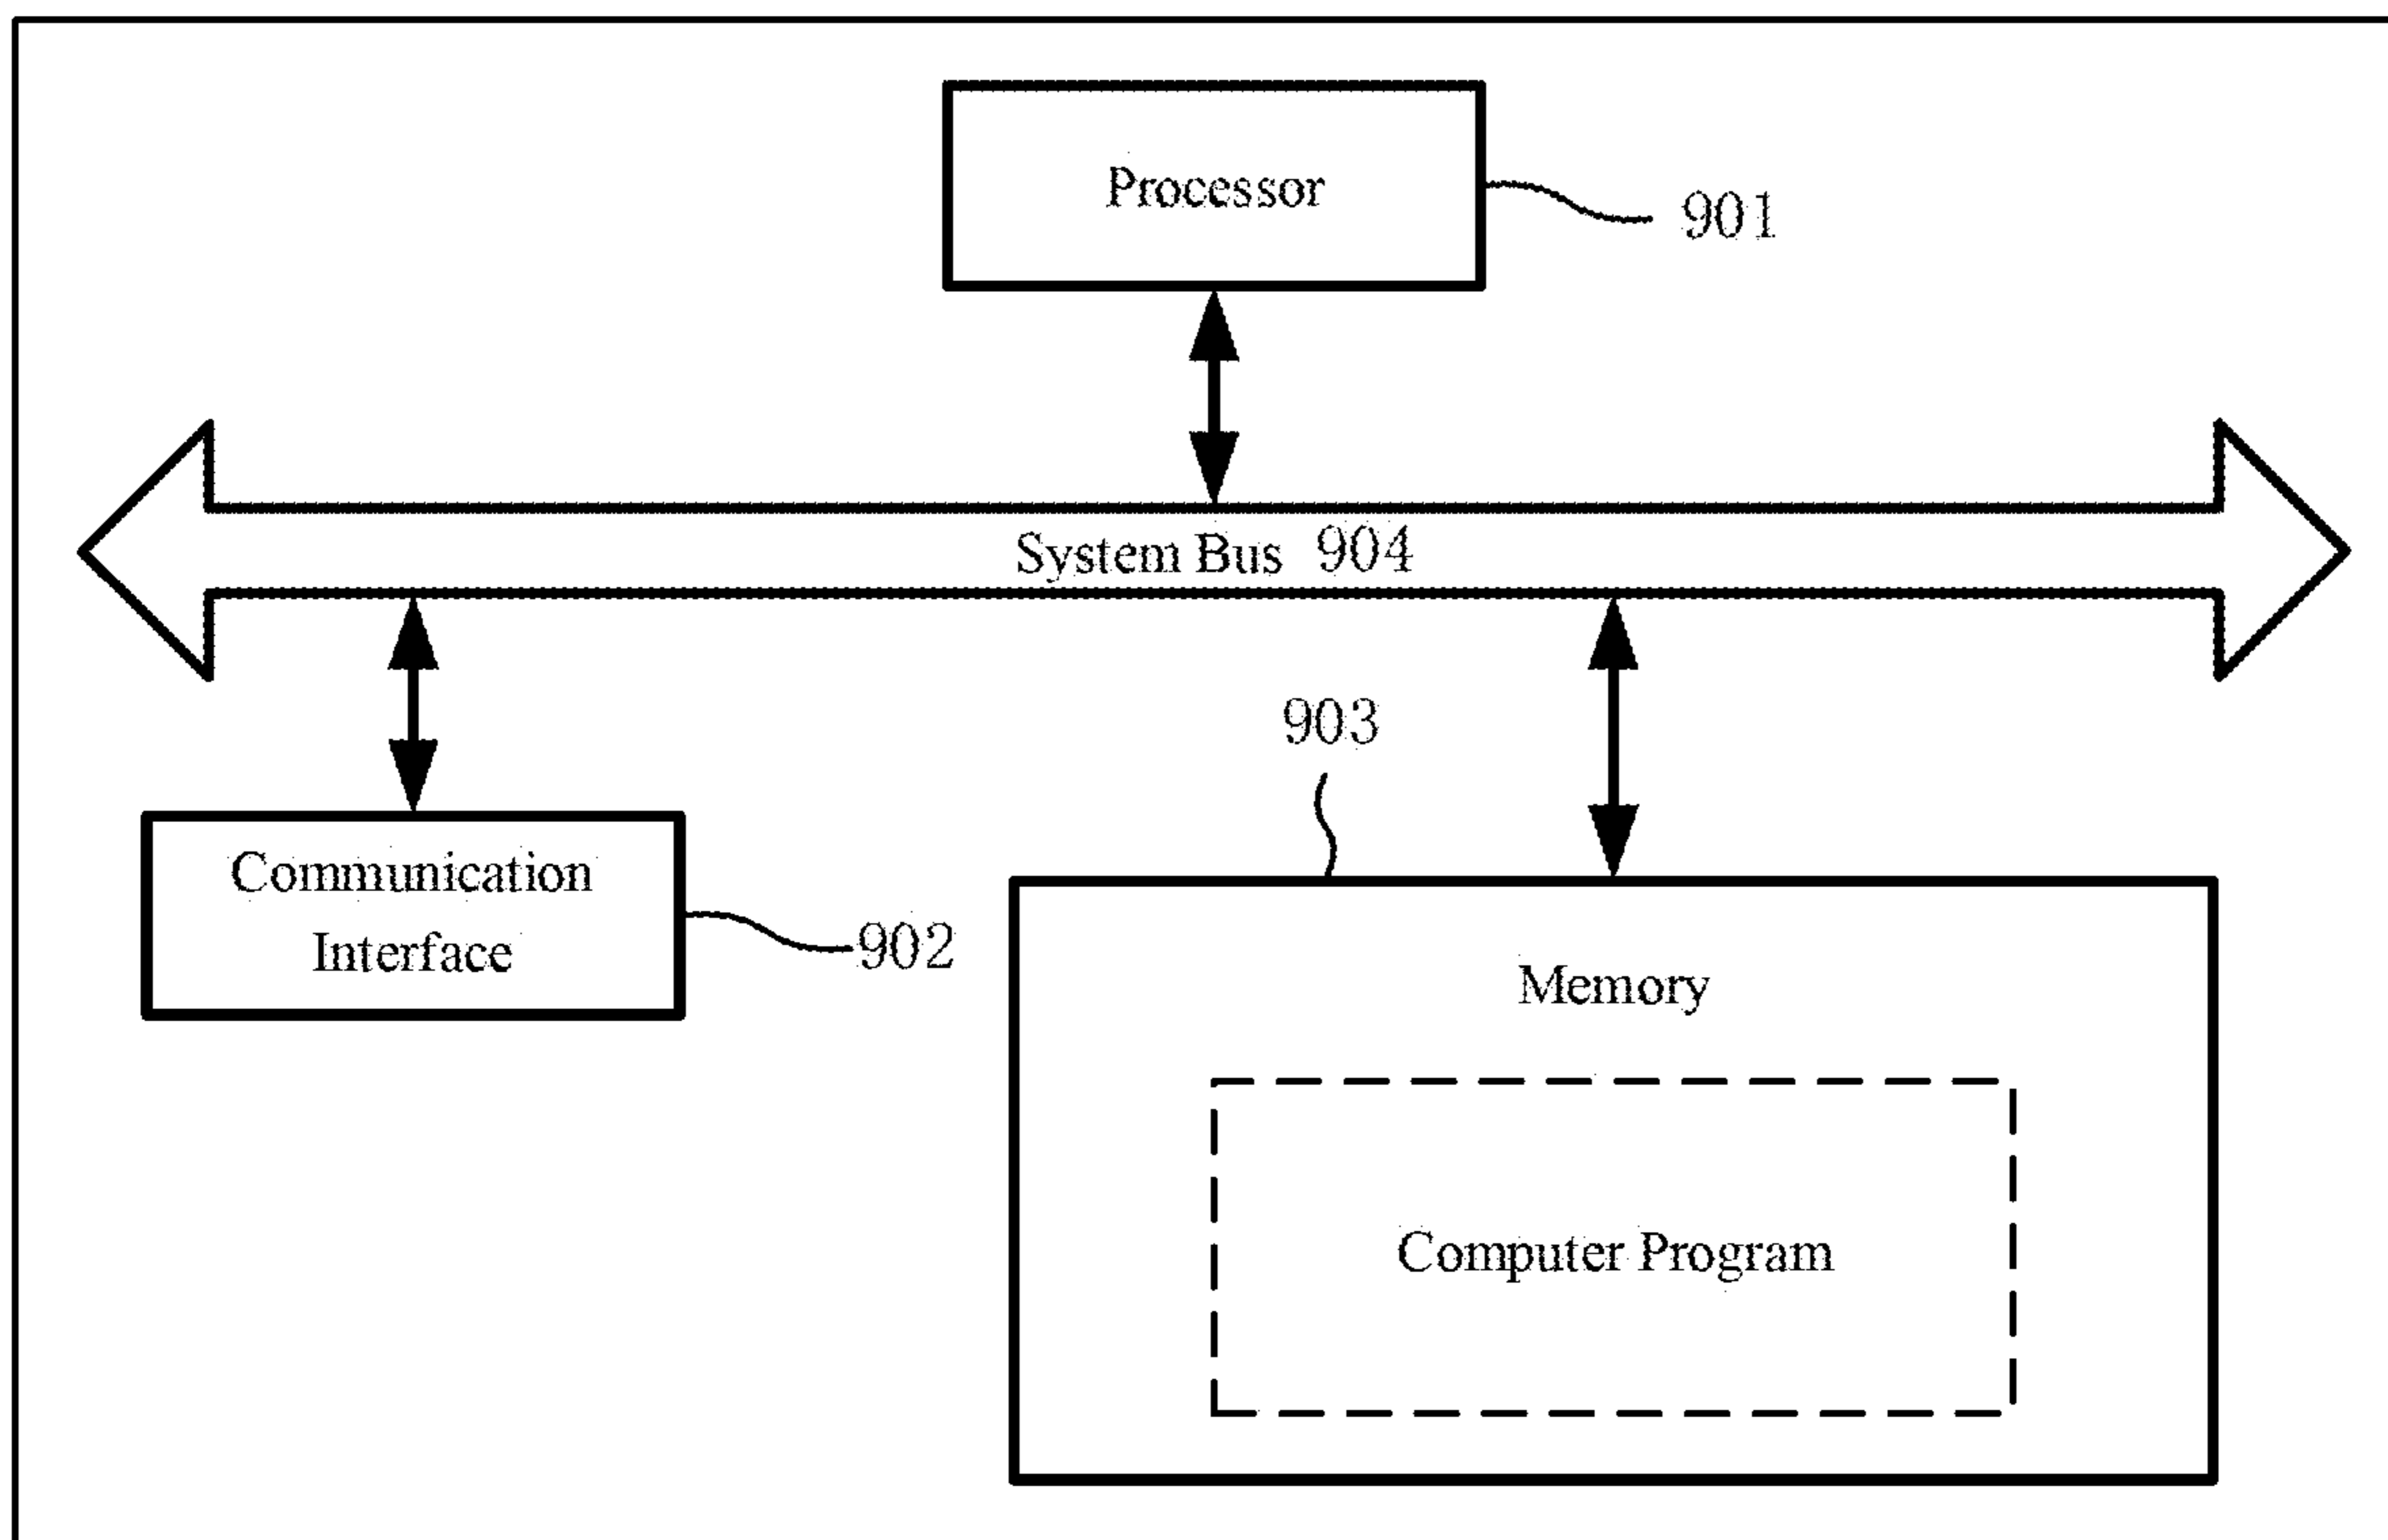 Processor
901
System Bus 904
903
Communication
Interface
902
Memory
Computer Program